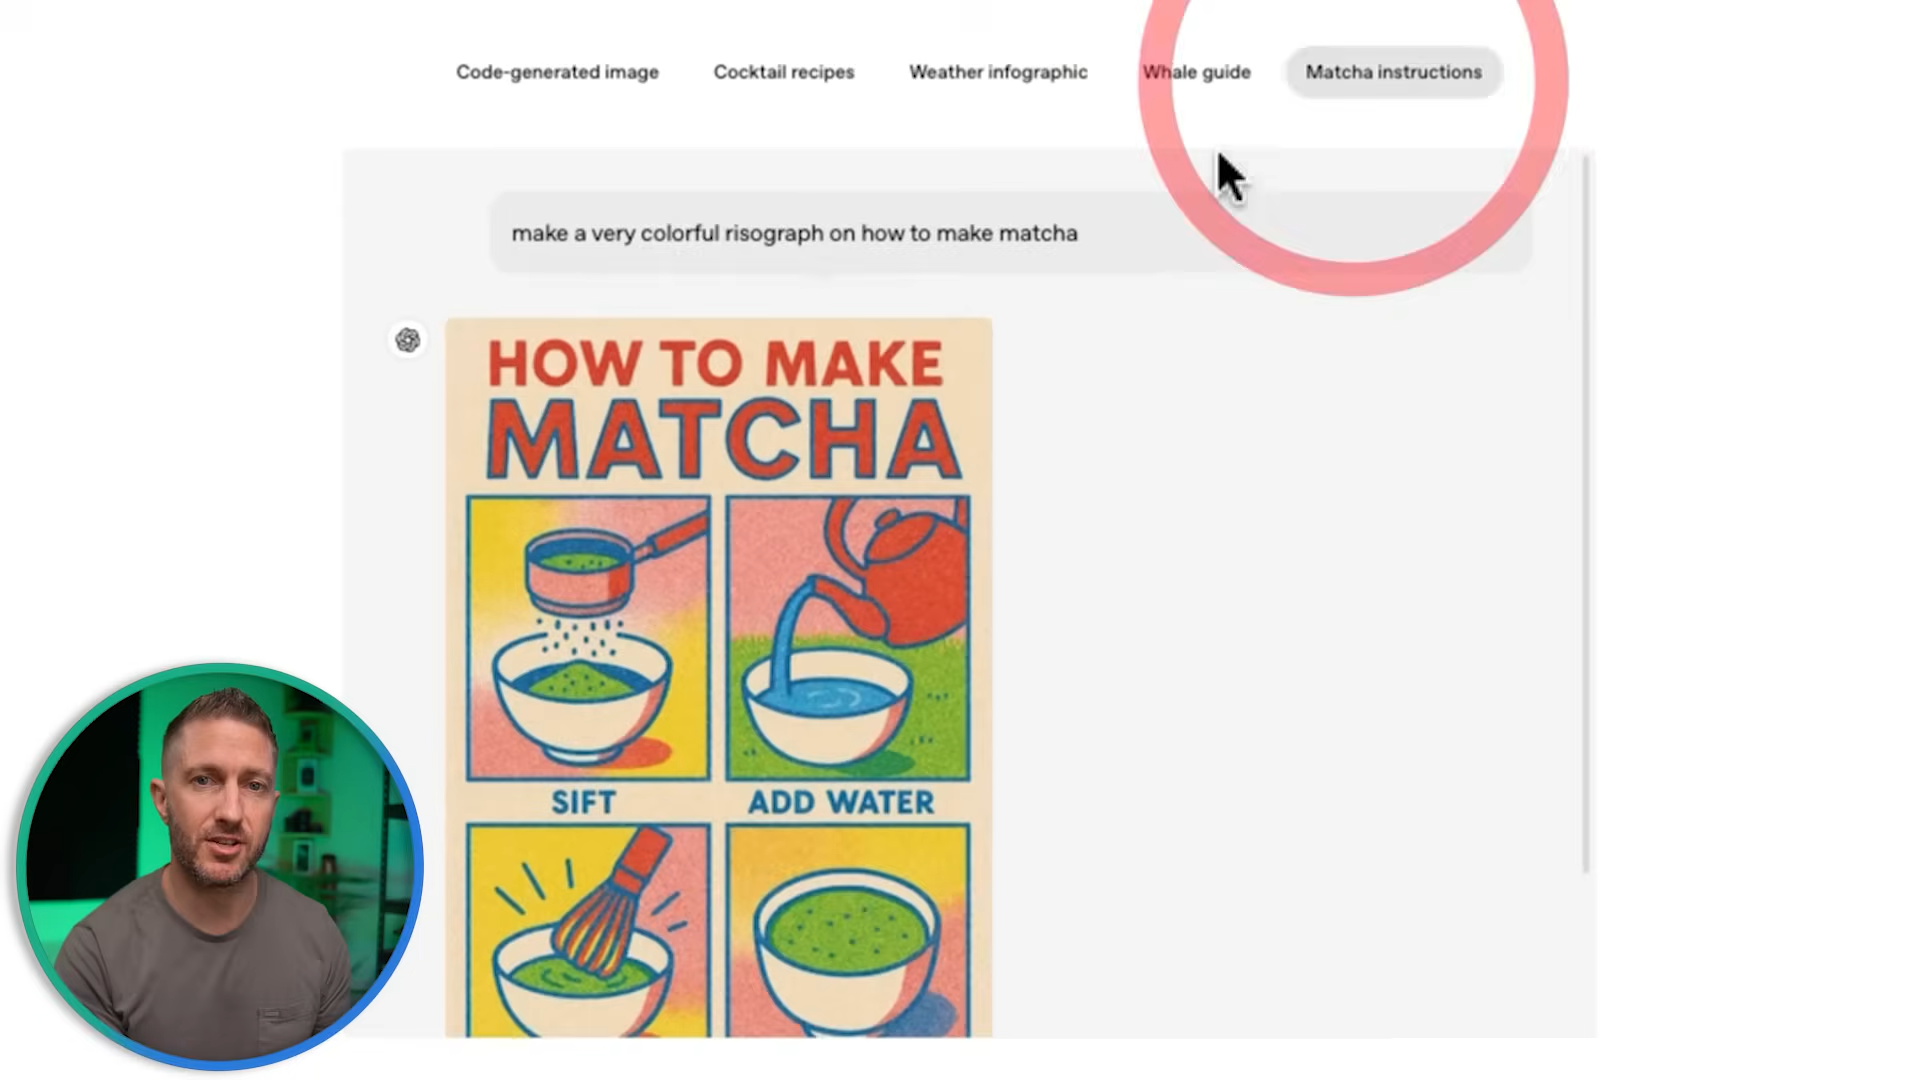 Code-generated image
Cocktail recipes
Weather infographic
Whale guide
Matcha instructions
make a very colorful risograph on how to make matcha
HOW TO MAKE
MATCHA
SIFT
ADD WATER